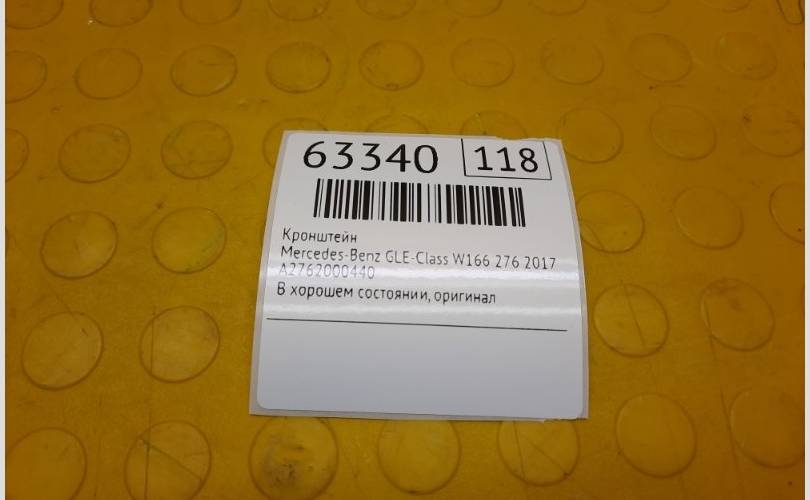 63340 118
Кронштейн
Mercedes-Benz GLE-Class W166 276 2017
A2762000440
В хорошем состоянии, оригинал